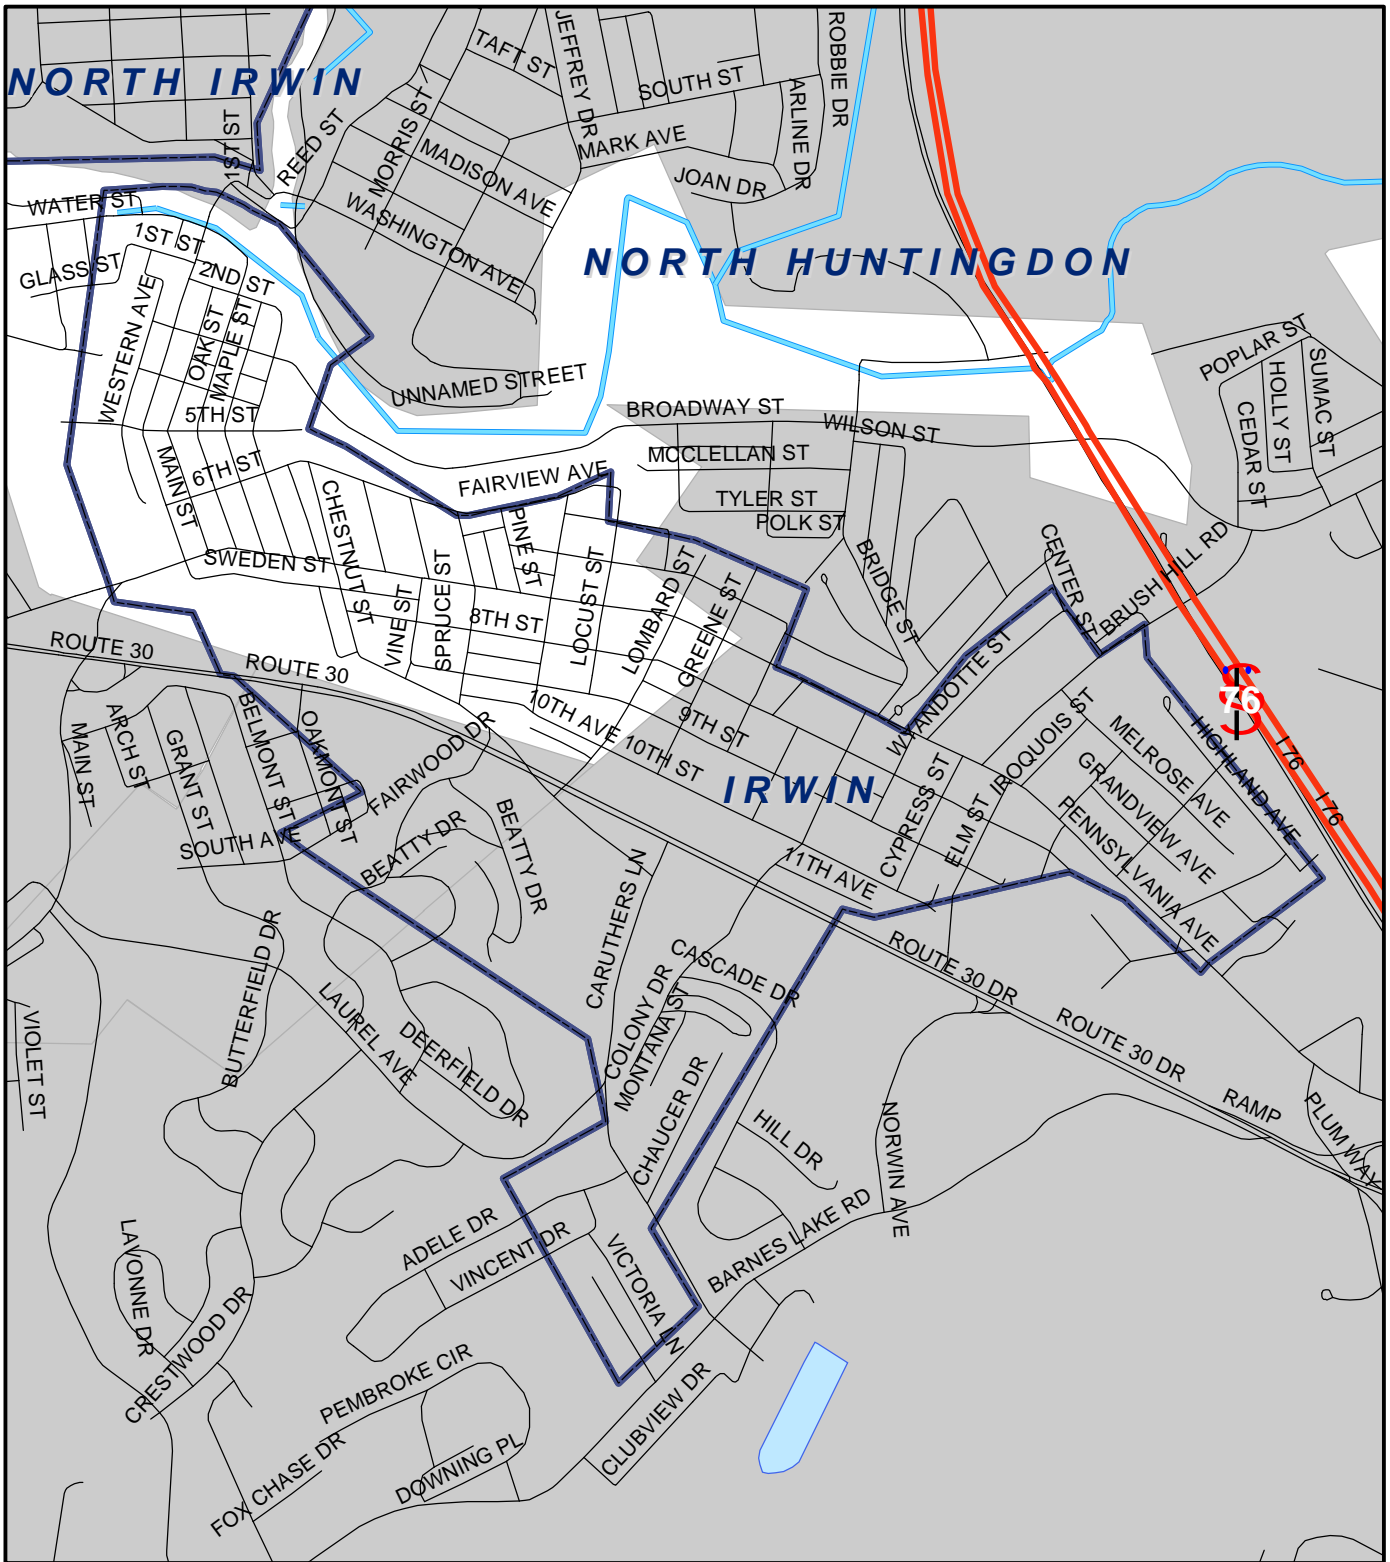 NORTH IRWIN
TAFT ST
JEFFREY DR
SOUTH ST
ROBBIE DR
ARLINE DR
1ST ST
REED ST
MORRIS ST
MARK AVE
MADISON AVE
JOAN DR
WASHINGTON AVE
WATER ST
1ST ST
GLASS ST
2ND ST
NORTH HUNTINGDON
WESTERN AVE
OAK ST
MAPLE ST
POPLAR ST
SUMAC ST
HOLLY ST
CEDAR ST
UNNAMED STREET
5TH ST
BROADWAY ST
WILSON ST
MCCLELLAN ST
MAIN ST
6TH ST
FAIRVIEW AVE
TYLER ST
POLK ST
CHESTNUT ST
PINE ST
SWEDEN ST
BRIDGE ST
CENTER ST
BRUSH HILL RD
VINE ST
SPRUCE ST
8TH ST
LOCUST ST
LOMBARD ST
GREENE ST
ROUTE 30
ROUTE 30
WYANDOTTE ST
76
10TH AVE
9TH ST
10TH ST
IRWIN
MAIN ST
ARCH ST
GRANT ST
BELMONT ST
OAKMONT ST
FAIRWOOD DR
IROQUOIS ST
MELROSE AVE
HIGHLAND AVE
I 76
I 76
GRANDVIEW AVE
PENNSYLVANIA AVE
CYPRESS ST
ELM ST
SOUTH AVE
BEATTY DR
BEATTY DR
11TH AVE
CARUTHERS LN
BUTTERFIELD DR
CASCADE DR
ROUTE 30 DR
COLONY DR
MONTANA ST
LAUREL AVE
DEERFIELD DR
VIOLET ST
ROUTE 30 DR
CHAUCER DR
RAMP
PLUM WAY
HILL DR
NORWIN AVE
BARNES LAKE RD
ADELE DR
VINCENT DR
VICTORIA LN
LAVONNE DR
CRESTWOOD DR
PEMBROKE CIR
CLUBVIEW DR
FOX CHASE DR
DOWNING PL